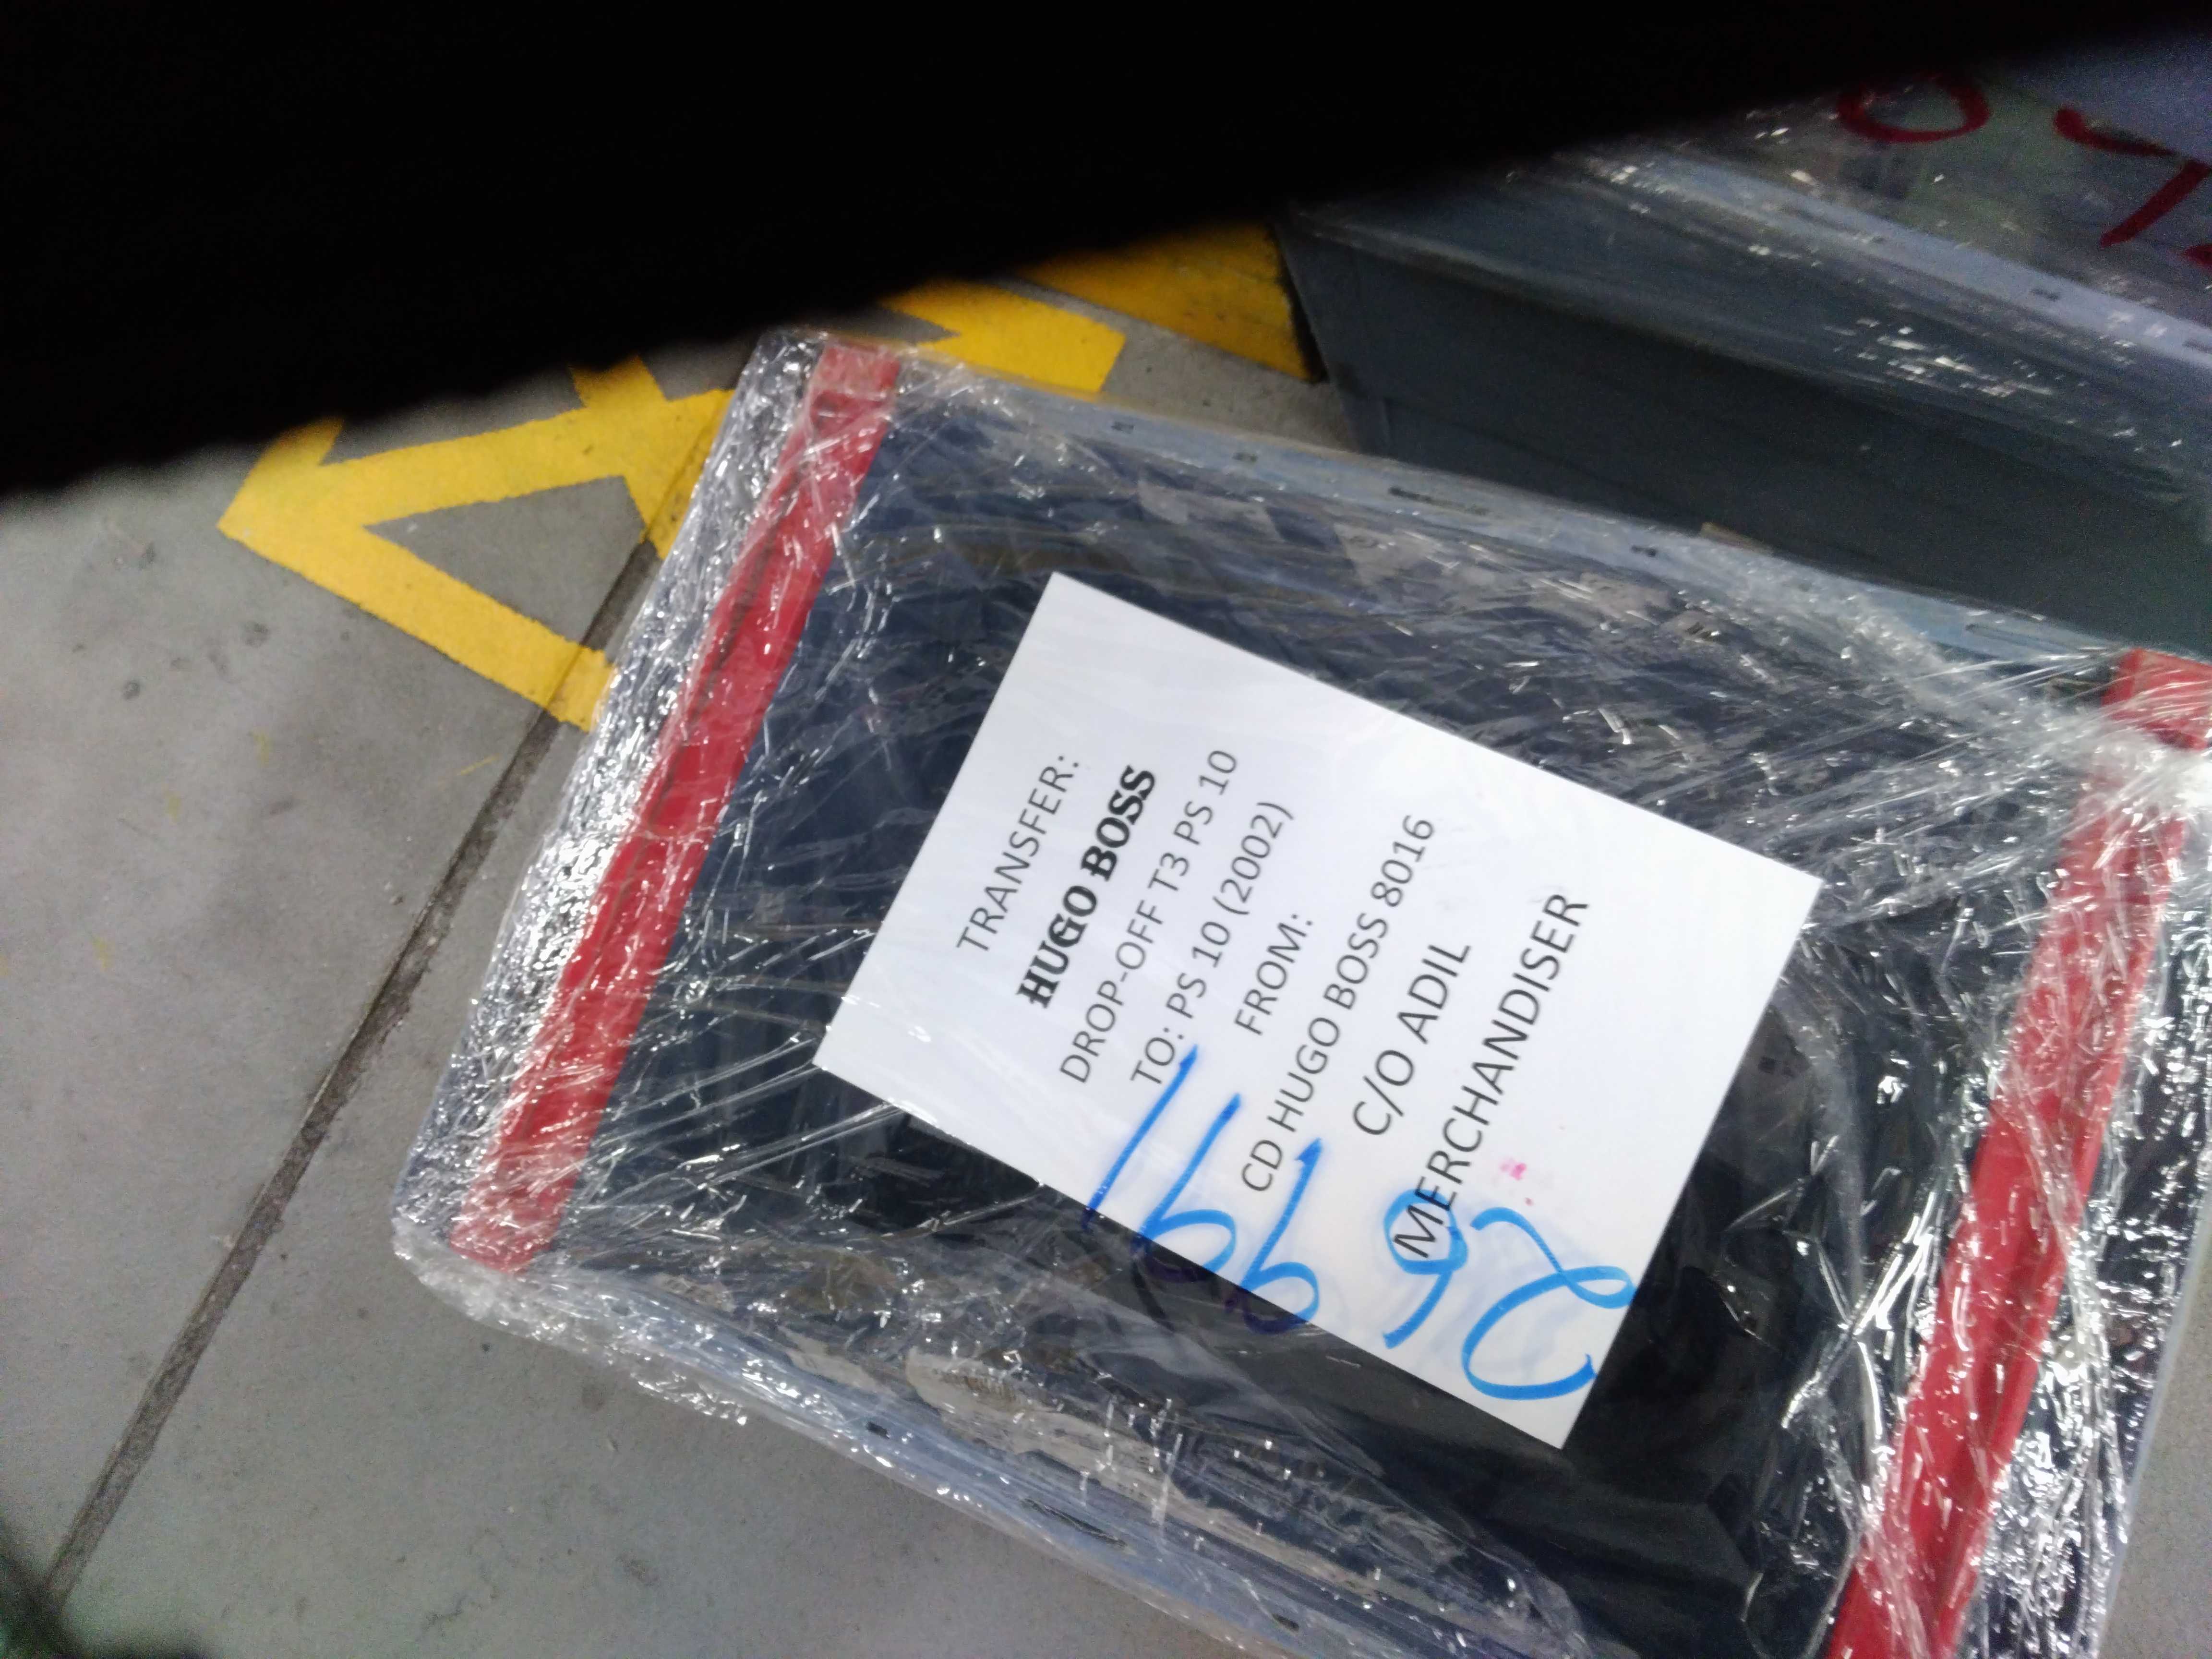 TRANSFER:
HUGO BOSS
DROP-OFF T3 PS 10
TO: PS 10 (2002)
FROM:
CD HUGO BOSS 8016
C/O ADIL
MERCHANDISER